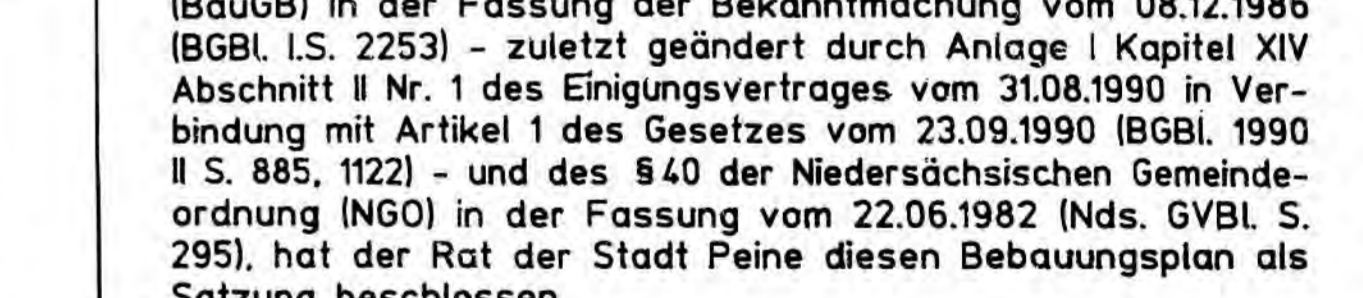 (BauGB) in der Fassung der Bekanntmachung vom 08.12.1986
(BGBl. I.S. 2253) - zuletzt geändert durch Anlage I Kapitel XIV
Abschnitt II Nr. 1 des Einigungsvertrages vom 31.08.1990 in Ver-
bindung mit Artikel 1 des Gesetzes vom 23.09.1990 (BGBl. 1990
II S. 885, 1122) - und des § 40 der Niedersächsischen Gemeinde-
ordnung (NGO) in der Fassung vom 22.06.1982 (Nds. GVBl. S.
295), hat der Rat der Stadt Peine diesen Bebauungsplan als
Satzung beschlossen